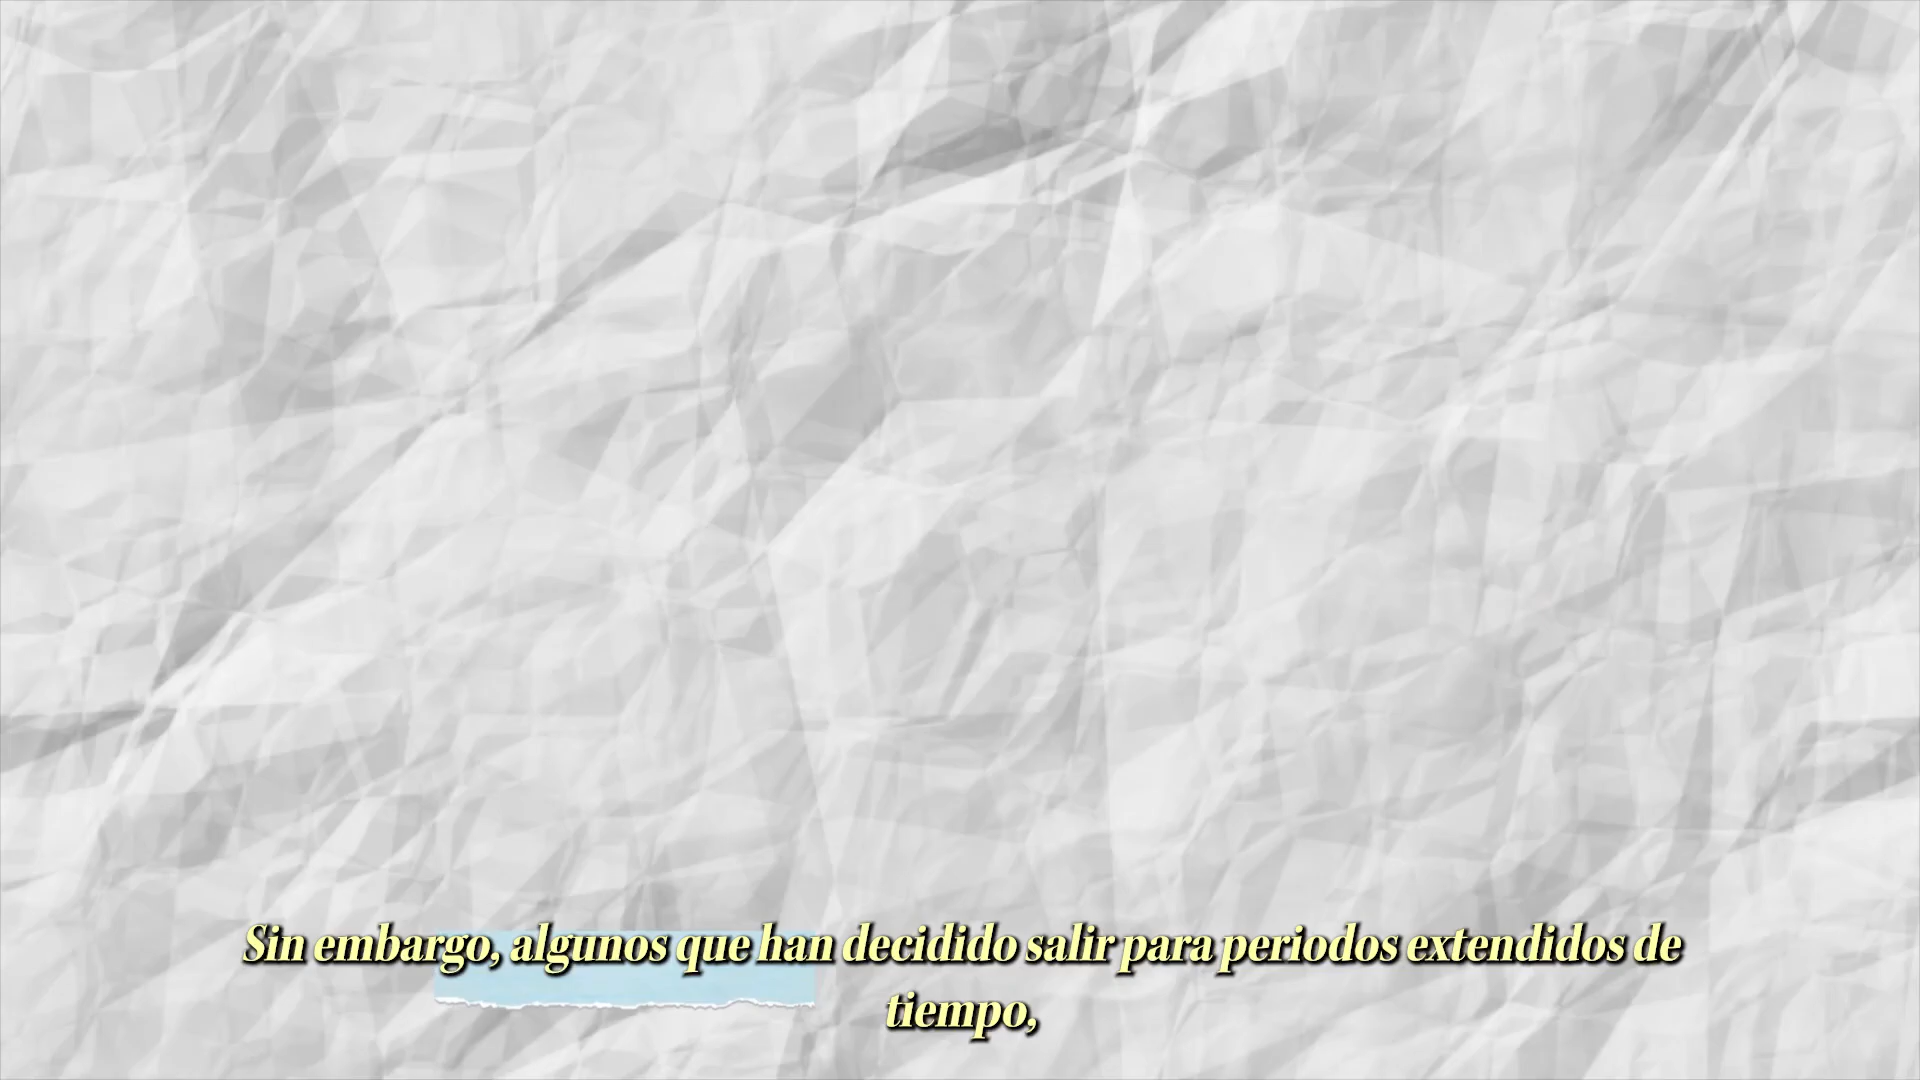 Sin embargo, algunos que han decidido salir para periodos extendidos de
tiempo,